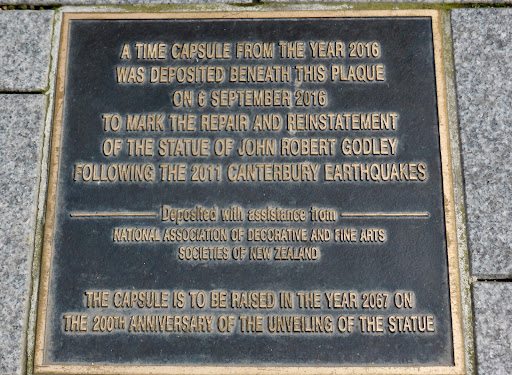 A TIME CAPSULE FROM THE YEAR 2016
WAS DEPOSITED BENEATH THIS PLAQUE
ON 6 SEPTEMBER 2016
TO MARK THE REPAIR AND REINSTATEMENT
OF THE STATUE OF JOHN ROBERT GODLEY
FOLLOWING THE 2011 CANTERBURY EARTHQUAKES
Deposited with assistance from
NATIONAL ASSOCIATION OF DECORATIVE AND FINE ARTS
SOCIETIES OF NEW ZEALAND
THE CAPSULE IS TO BE RAISED IN THE YEAR 2067 ON
THE 200TH ANNIVERSARY OF THE UNVEILING OF THE STATUE